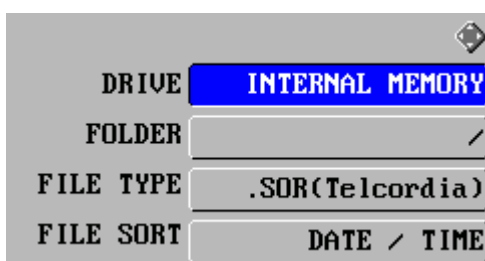 DRIVE INTERNAL MEMORY
FOLDER /
FILE TYPE .SOR(Telcordia)
FILE SORT DATE / TIME